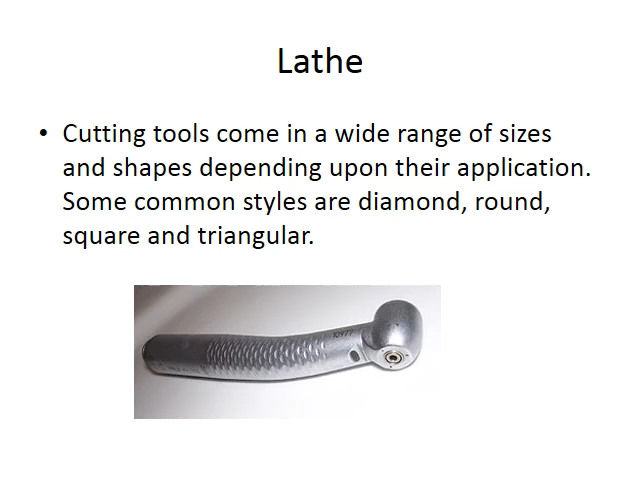 Lathe
• Cutting tools come in a wide range of sizes
and shapes depending upon their application.
Some common styles are diamond, round,
square and triangular.